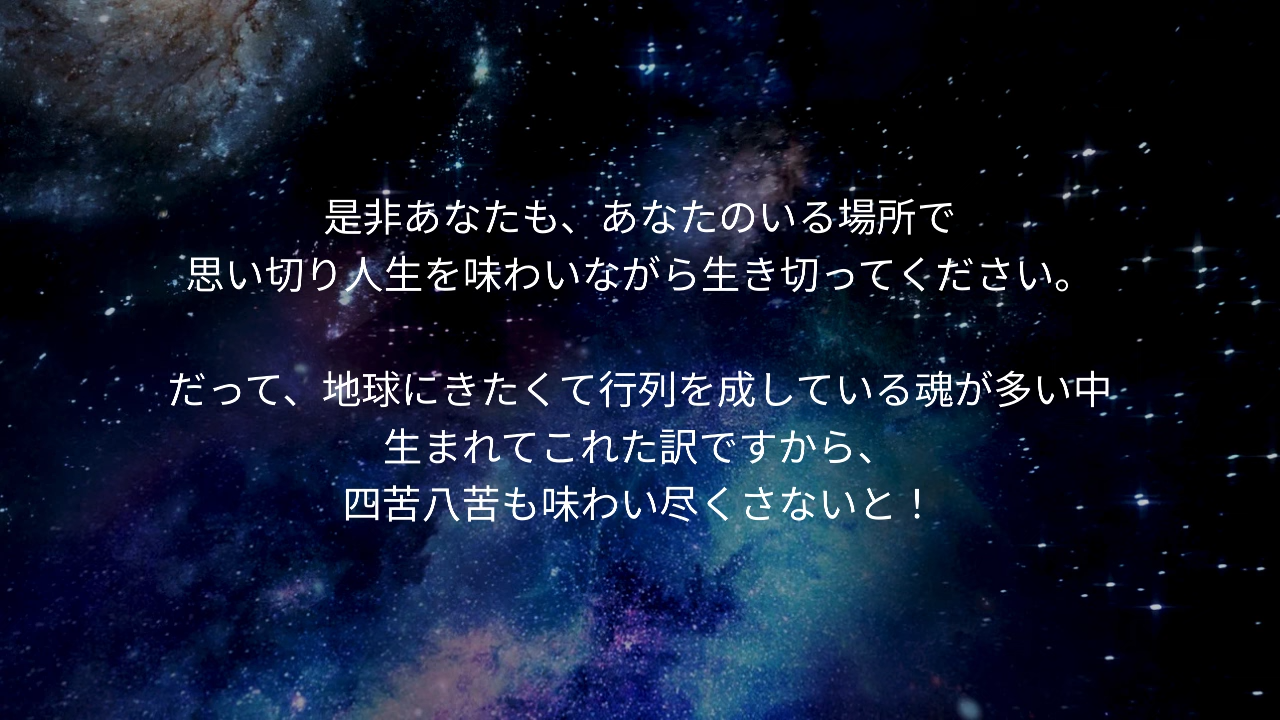 是非あなたも、あなたのいる場所で
思い切り人生を味わいながら生き切ってください。
だって、地球にきたくて行列を成している魂が多い中
生まれてこれた訳ですから、
四苦八苦も味わい尽くさないと！